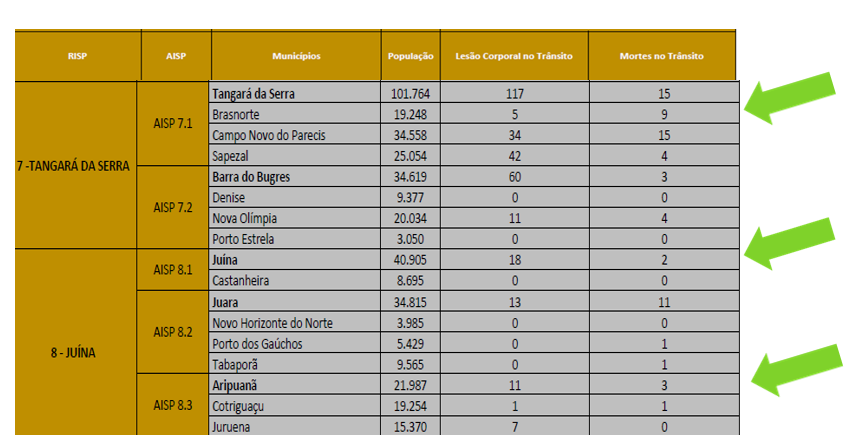 RISP AISP Municípios População Lesão Corporal no Trânsito Mortes no Trânsito
7 -TANGARÁ DA SERRA AISP 7.1 Tangará da Serra 101.764 117 15
Brasnorte 19.248 5 9
Campo Novo do Parecis 34.558 34 15
Sapezal 25.054 42 4
AISP 7.2 Barra do Bugres 34.619 60 3
Denise 9.377 0 0
Nova Olímpia 20.034 11 4
Porto Estrela 3.050 0 0
8 - JUÍNA AISP 8.1 Juína 40.905 18 2
Castanheira 8.695 0 0
AISP 8.2 Juara 34.815 13 11
Novo Horizonte do Norte 3.985 0 0
Porto dos Gaúchos 5.429 0 1
Tabaporã 9.565 0 1
AISP 8.3 Aripuanã 21.987 11 3
Cotriguaçu 19.254 1 1
Juruena 15.370 7 0